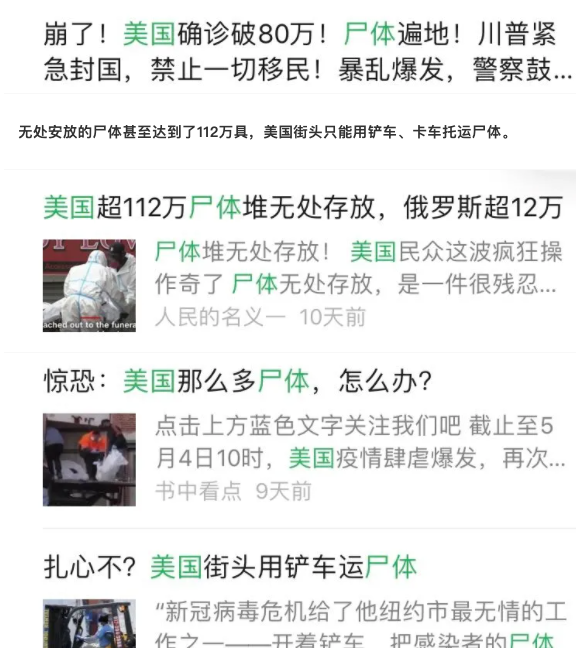 崩了！美国确诊破80万！尸体遍地！川普紧
急封国，禁止一切移民！暴乱爆发，警察鼓...
无处安放的尸体甚至达到了112万具，美国街头只能用铲车、卡车托运尸体。
美国超112万尸体堆无处存放，俄罗斯超12万
尸体堆无处存放！ 美国民众这波疯狂操
作奇了 尸体无处存放，是一件很残忍...
ached out to the funera
人民的名义一 10天前
惊恐：美国那么多尸体，怎么办？
点击上方蓝色文字关注我们吧 截止至5
月4日10时，美国疫情肆虐爆发，再次...
书中看点 9天前
扎心不？美国街头用铲车运尸体
“新冠病毒危机给了他纽约市最无情的工
作之一——开着铲车，把感染者的尸体